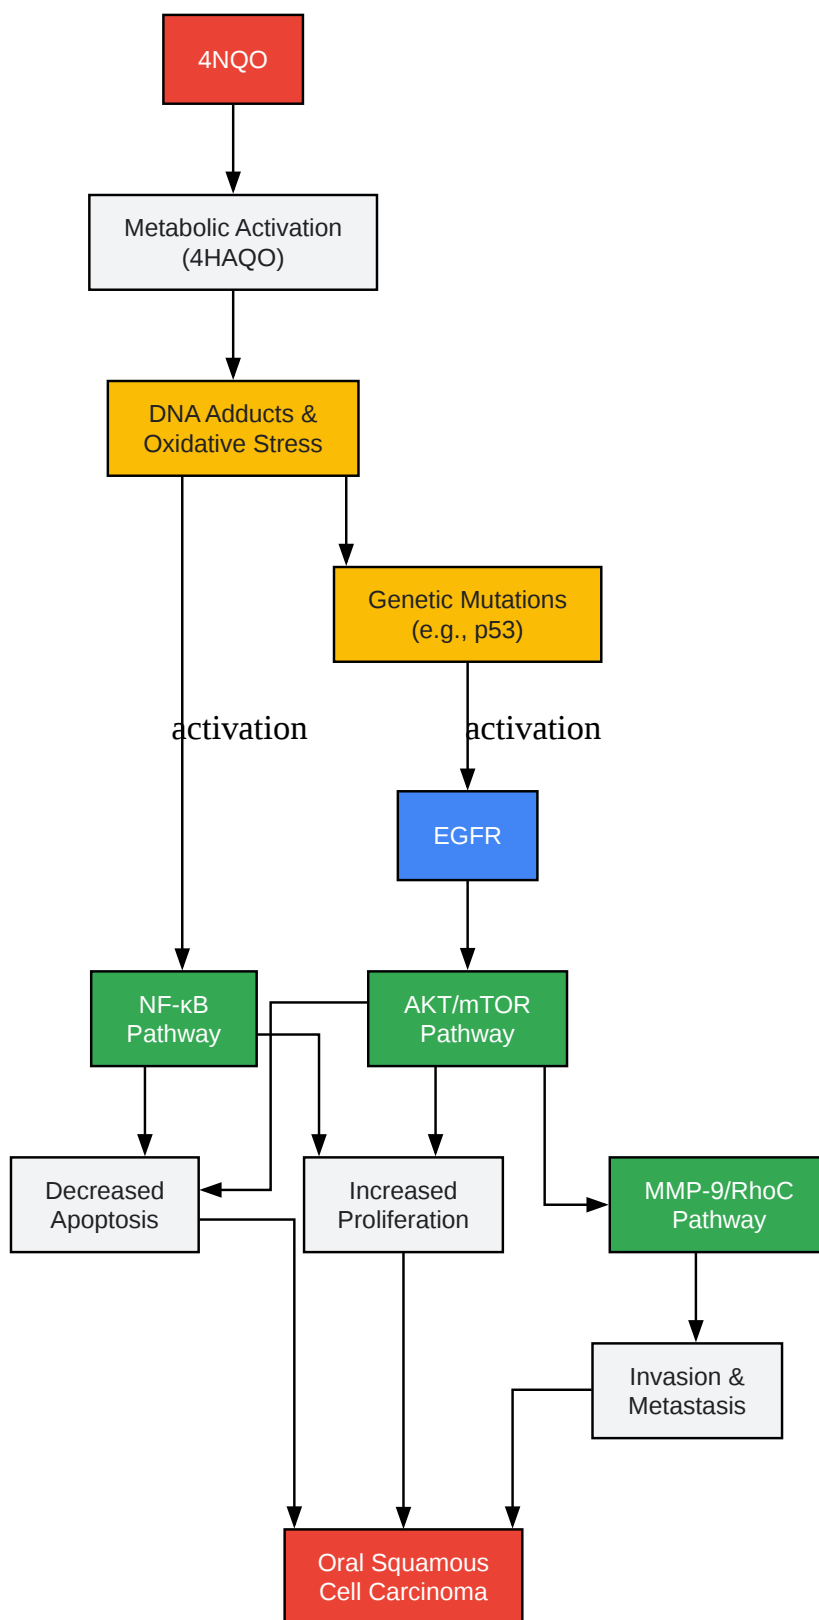 4NQO
Metabolic Activation
(4HAQO)
DNA Adducts &
Oxidative Stress
Genetic Mutations
(e.g., p53)
activation
activation
EGFR
NF-κB
Pathway
AKT/mTOR
Pathway
Decreased
Apoptosis
Increased
Proliferation
MMP-9/RhoC
Pathway
Invasion &
Metastasis
Oral Squamous
Cell Carcinoma